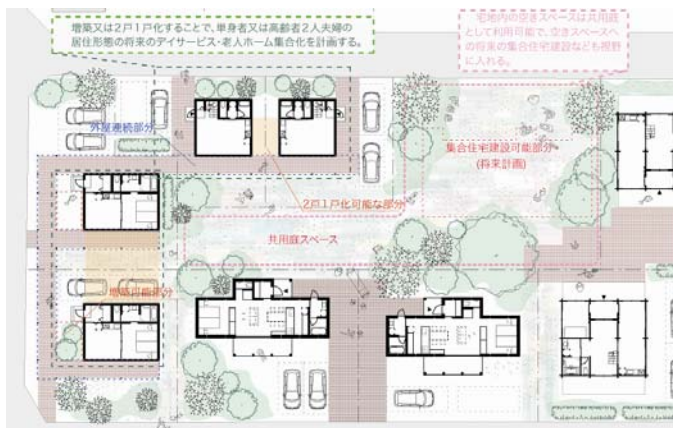 増築又は2戸1戸化することで、単身者又は高齢者2人夫婦の
居住形態の将来のデイサービス・老人ホーム集合化を計画する。
宅地内の空きスペースは共用庭
として利用可能で、空きスペースへ
の将来の集合住宅建設なども視野
に入れる。
外屋連続部分
集合住宅建設可能部分
(将来計画)
2戸1戸化可能な部分
共用庭スペース
増築可能部分